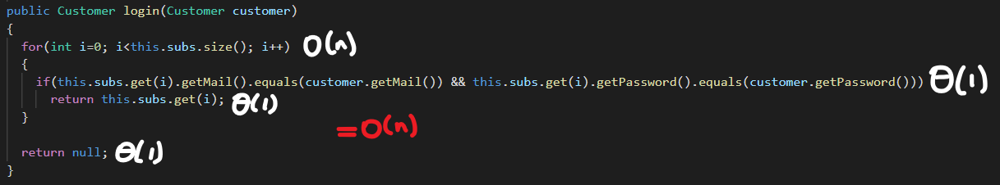 public Customer login(Customer customer)
{
for(int i=0; i<this.subs.size(); i++) O(n)
{
if(this.subs.get(i).getMail().equals(customer.getMail()) && this.subs.get(i).getPassword().equals(customer.getPassword())) Θ(1)
return this.subs.get(i); Θ(1)
}
=O(n)
return null; Θ(1)
}